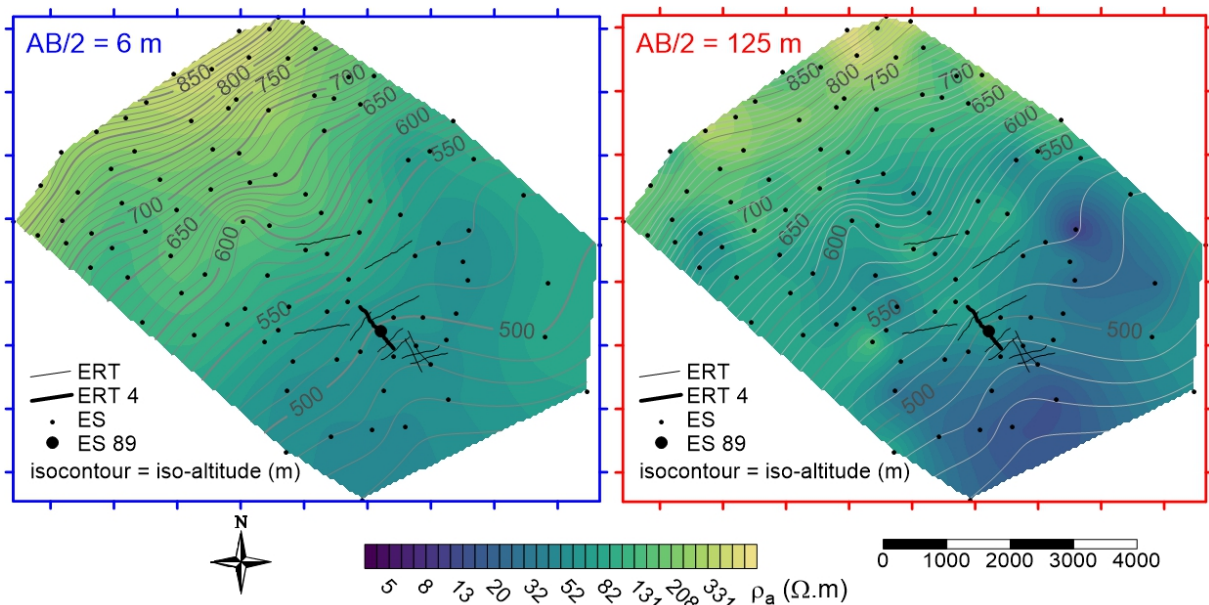 AB/2 = 6 m
850
800
750
700
650
600
550
700
650
600
550
500
500
ERT
ERT 4
ES
ES 89
isocontour = iso-altitude (m)
AB/2 = 125 m
850
800
750
700
650
600
550
700
650
600
550
500
500
ERT
ERT 4
ES
ES 89
isocontour = iso-altitude (m)
N
5 8 13 20 32 52 82 131 208 331 ρa (Ω.m)
0 1000 2000 3000 4000